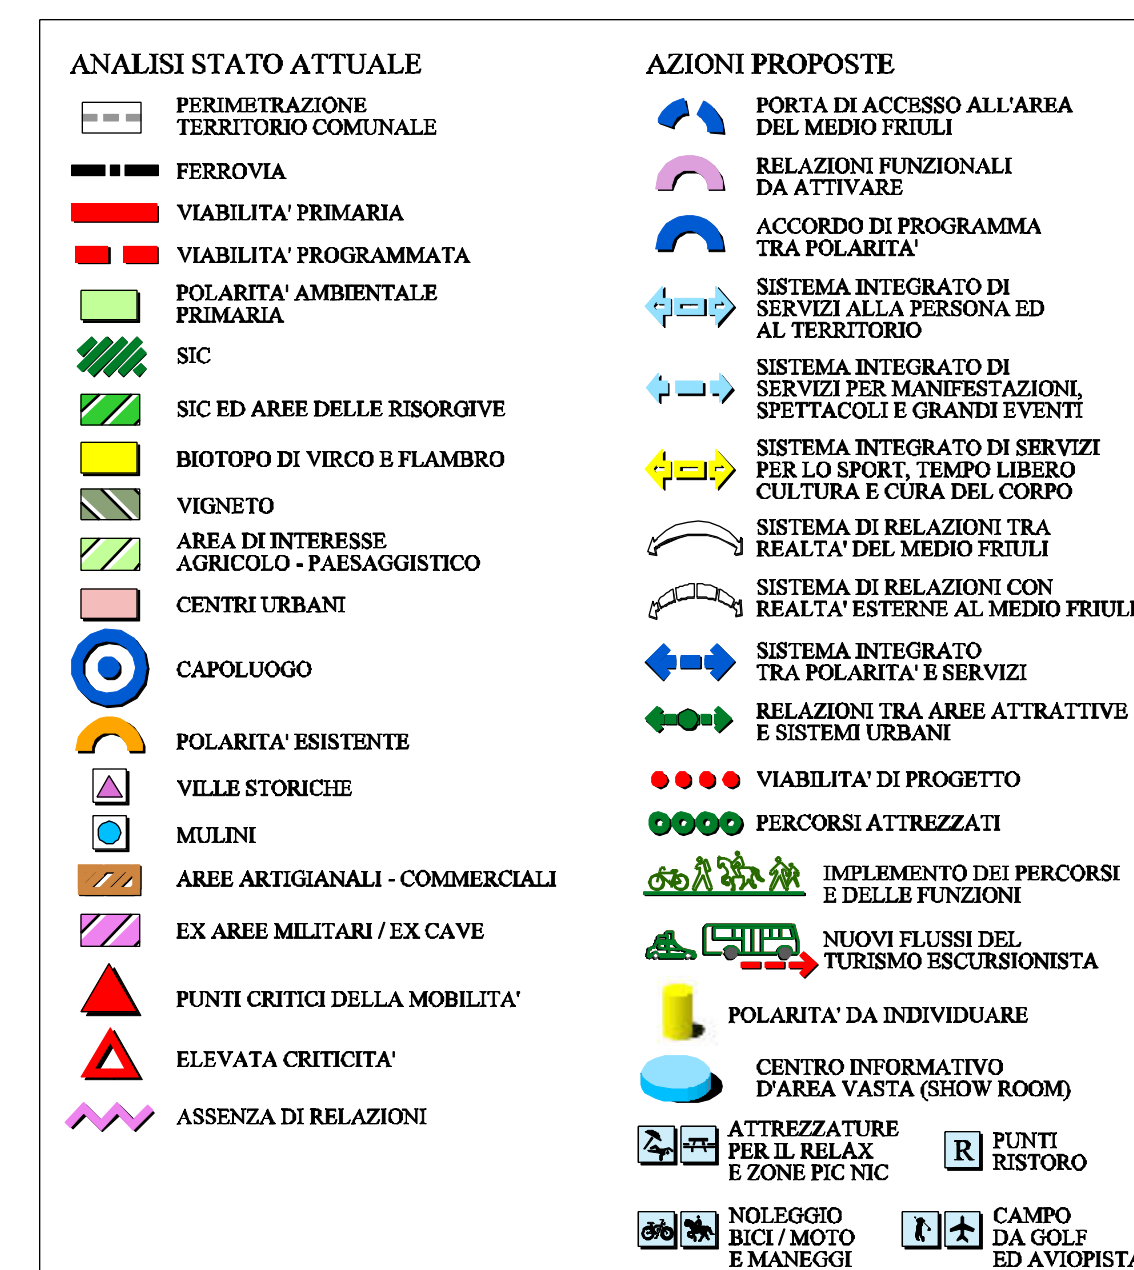 ANALISI STATO ATTUALE
PERIMETRAZIONE
TERRITORIO COMUNALE
FERROVIA
VIABILITA' PRIMARIA
VIABILITA' PROGRAMMATA
POLARITA' AMBIENTALE
PRIMARIA
SIC
SIC ED AREE DELLE RISORGIVE
BIOTOPO DI VIRCO E FLAMBRO
VIGNETO
AREA DI INTERESSE
AGRICOLO - PAESAGGISTICO
CENTRI URBANI
CAPOLUOGO
POLARITA' ESISTENTE
VILLE STORICHE
MULINI
AREE ARTIGIANALI - COMMERCIALI
EX AREE MILITARI / EX CAVE
PUNTI CRITICI DELLA MOBILITA'
ELEVATA CRITICITA'
ASSENZA DI RELAZIONI
AZIONI PROPOSTE
PORTA DI ACCESSO ALL'AREA
DEL MEDIO FRIULI
RELAZIONI FUNZIONALI
DA ATTIVARE
ACCORDO DI PROGRAMMA
TRA POLARITA'
SISTEMA INTEGRATO DI
SERVIZI ALLA PERSONA ED
AL TERRITORIO
SISTEMA INTEGRATO DI
SERVIZI PER MANIFESTAZIONI,
SPETTACOLI E GRANDI EVENTI
SISTEMA INTEGRATO DI SERVIZI
PER LO SPORT, TEMPO LIBERO
CULTURA E CURA DEL CORPO
SISTEMA DI RELAZIONI TRA
REALTA' DEL MEDIO FRIULI
SISTEMA DI RELAZIONI CON
REALTA' ESTERNE AL MEDIO FRIULI
SISTEMA INTEGRATO
TRA POLARITA' E SERVIZI
RELAZIONI TRA AREE ATTRATTIVE
E SISTEMI URBANI
VIABILITA' DI PROGETTO
PERCORSI ATTREZZATI
IMPLEMENTO DEI PERCORSI
E DELLE FUNZIONI
NUOVI FLUSSI DEL
TURISMO ESCURSIONISTA
POLARITA' DA INDIVIDUARE
CENTRO INFORMATIVO
D'AREA VASTA (SHOW ROOM)
ATTREZZATURE
PER IL RELAX
E ZONE PIC NIC
R
PUNTI
RISTORO
NOLEGGIO
BICI / MOTO
E MANEGGI
CAMPO
DA GOLF
ED AVIOPISTA